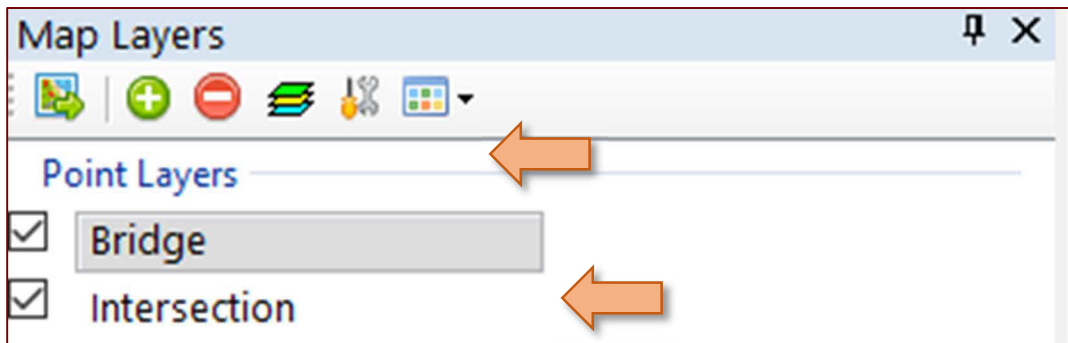 Map Layers
Point Layers
Bridge
Intersection